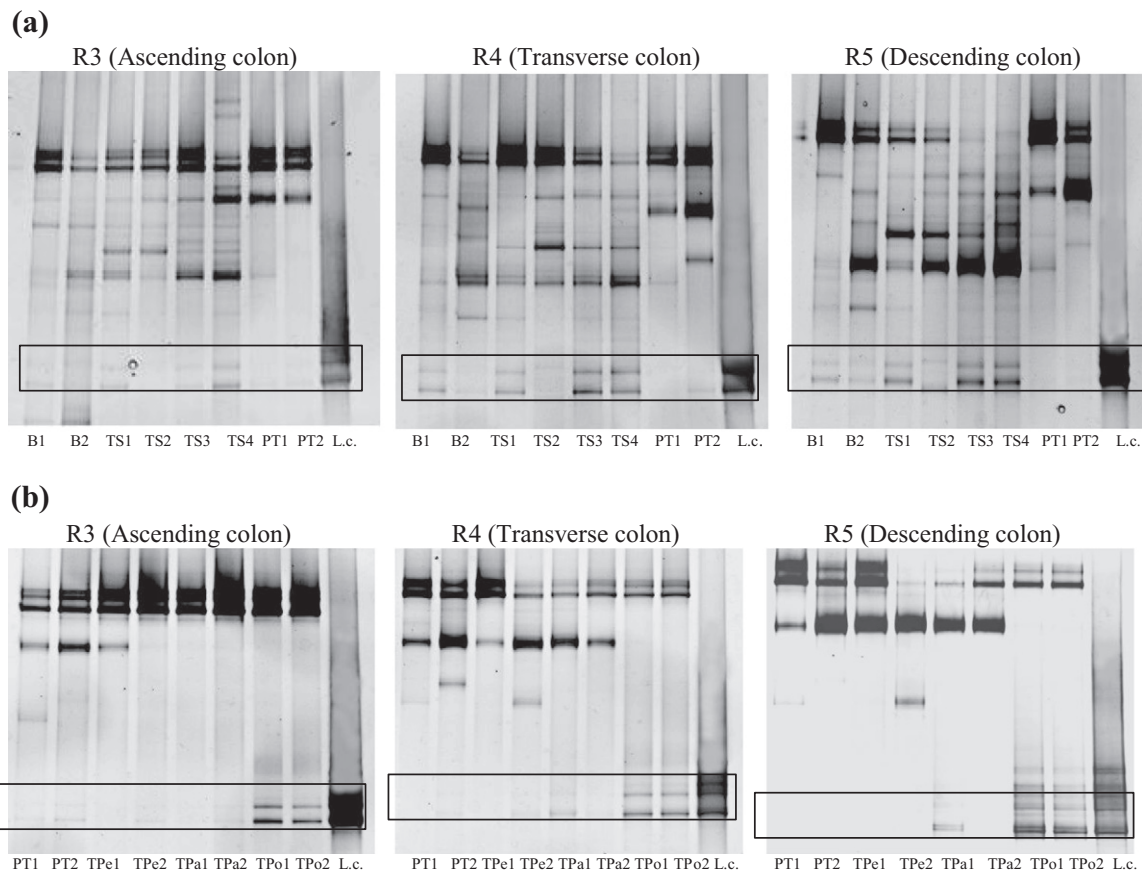 (a)
R3 (Ascending colon) R4 (Transverse colon) R5 (Descending colon)
B1 B2 TS1 TS2 TS3 TS4 PT1 PT2 L.c. B1 B2 TS1 TS2 TS3 TS4 PT1 PT2 L.c. B1 B2 TS1 TS2 TS3 TS4 PT1 PT2 L.c.
(b)
R3 (Ascending colon) R4 (Transverse colon) R5 (Descending colon)
PT1 PT2 TPe1 TPe2 TPa1 TPa2 TPo1 TPo2 L.c. PT1 PT2 TPe1 TPe2 TPa1 TPa2 TPo1 TPo2 L.c. PT1 PT2 TPe1 TPe2 TPa1 TPa2 TPo1 TPo2 L.c.